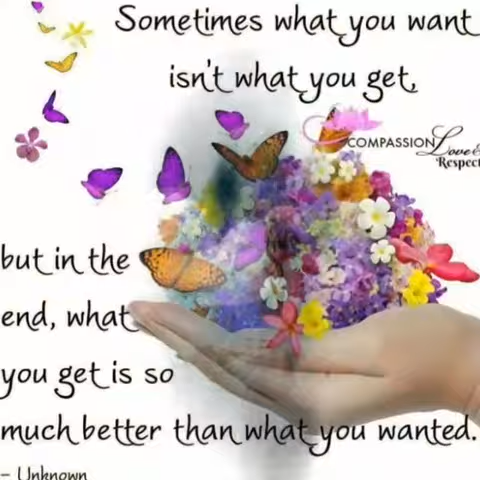 Sometimes what you want
isn't what you get,
COMPASSION Love &
Respect
but in the
end, what
you get is so
much better than what you wanted.
– Unknown